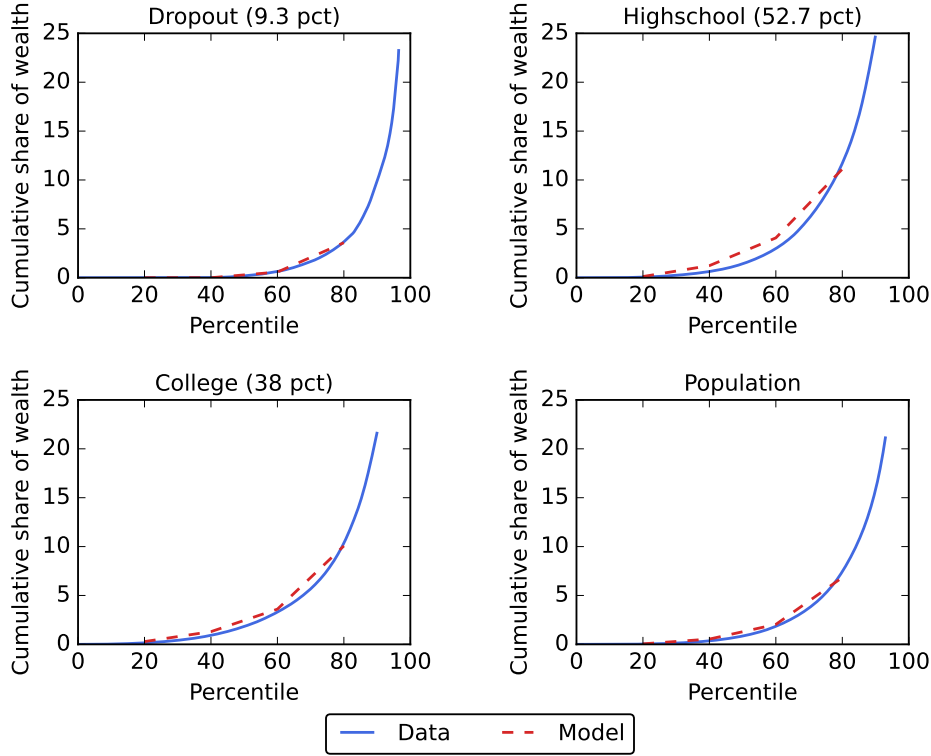 Dropout (9.3 pct)
Cumulative share of wealth
25
20
15
10
5
0
0 20 40 60 80 100
Percentile
Highschool (52.7 pct)
Cumulative share of wealth
25
20
15
10
5
0
0 20 40 60 80 100
Percentile
College (38 pct)
Cumulative share of wealth
25
20
15
10
5
0
0 20 40 60 80 100
Percentile
Population
Cumulative share of wealth
25
20
15
10
5
0
0 20 40 60 80 100
Percentile
Data Model